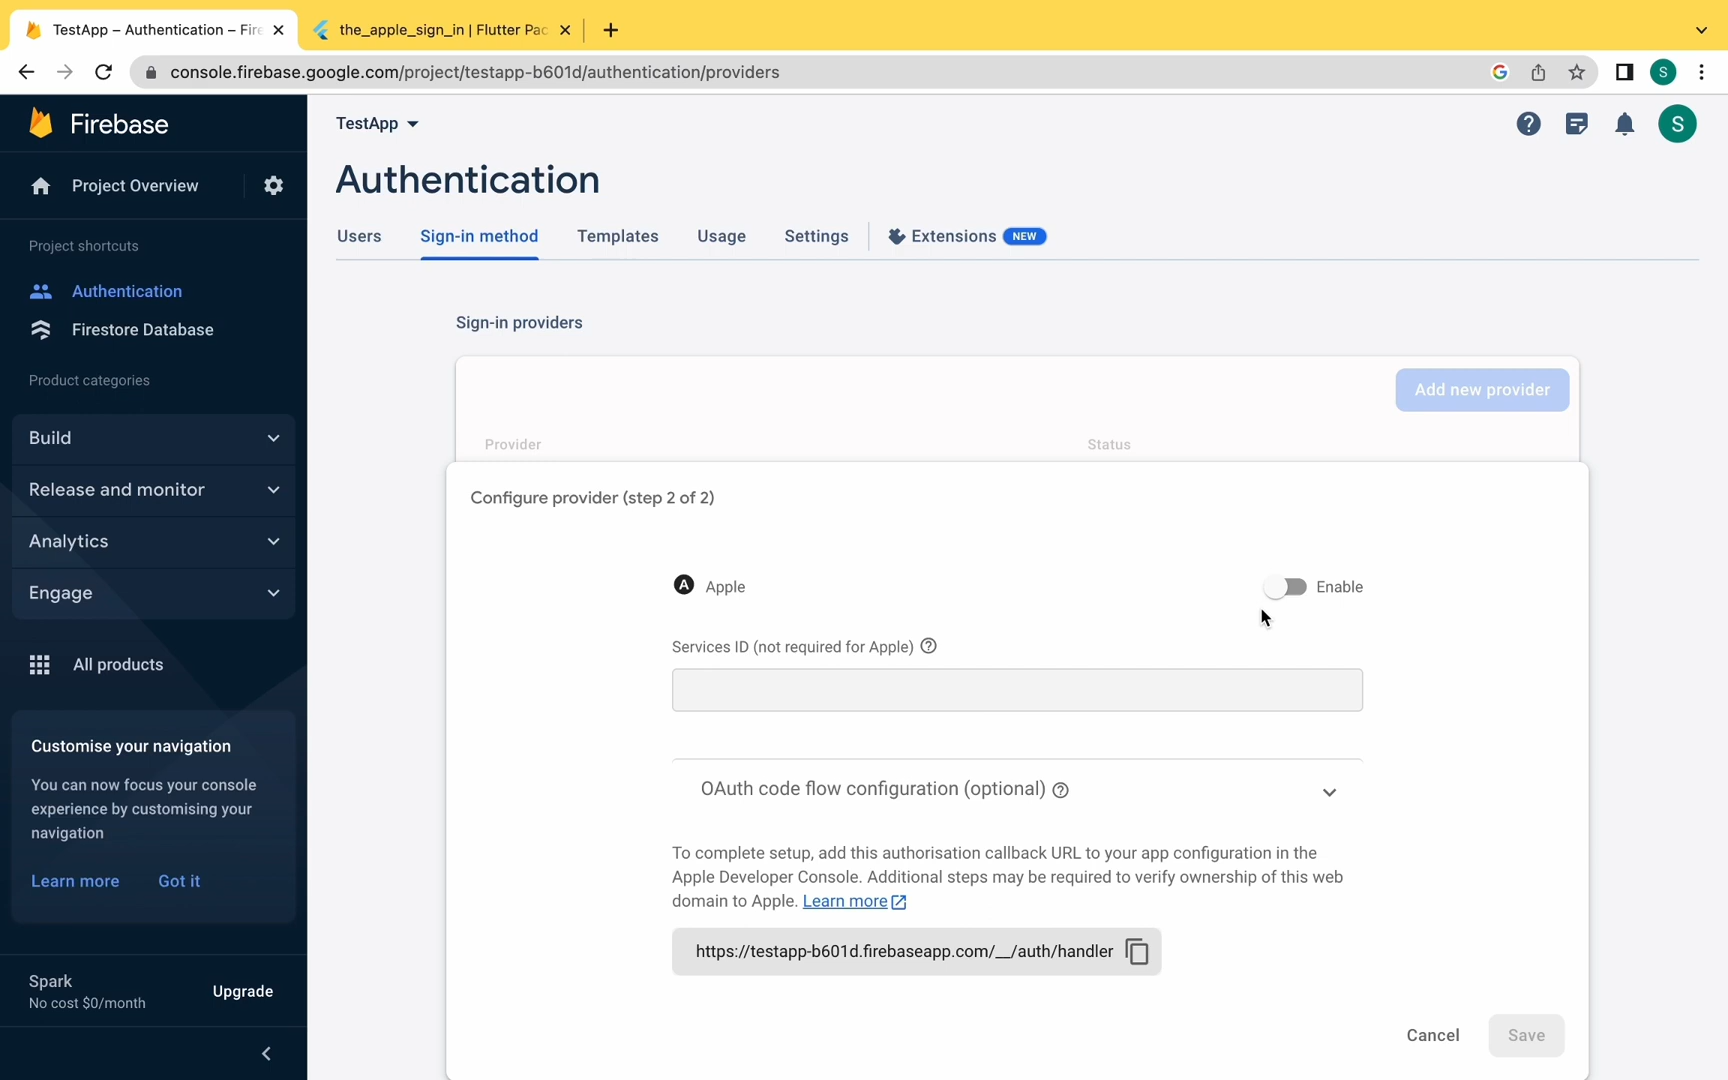 TestApp – Authentication – Fire
the_apple_sign_in | Flutter Pac
console.firebase.google.com/project/testapp-b601d/authentication/providers
S
Firebase
TestApp
S
Project Overview
Authentication
Users
Sign-in method
Templates
Usage
Settings
Extensions
NEW
Project shortcuts
Authentication
Firestore Database
Product categories
Build
Release and monitor
Analytics
Engage
All products
Customise your navigation
You can now focus your console
experience by customising your
navigation
Learn more
Got it
Spark
No cost $0/month
Upgrade
Sign-in providers
Add new provider
Provider
Status
Configure provider (step 2 of 2)
A
Apple
Enable
Services ID (not required for Apple)
OAuth code flow configuration (optional)
To complete setup, add this authorisation callback URL to your app configuration in the
Apple Developer Console. Additional steps may be required to verify ownership of this web
domain to Apple. Learn more
https://testapp-b601d.firebaseapp.com/__/auth/handler
Cancel
Save